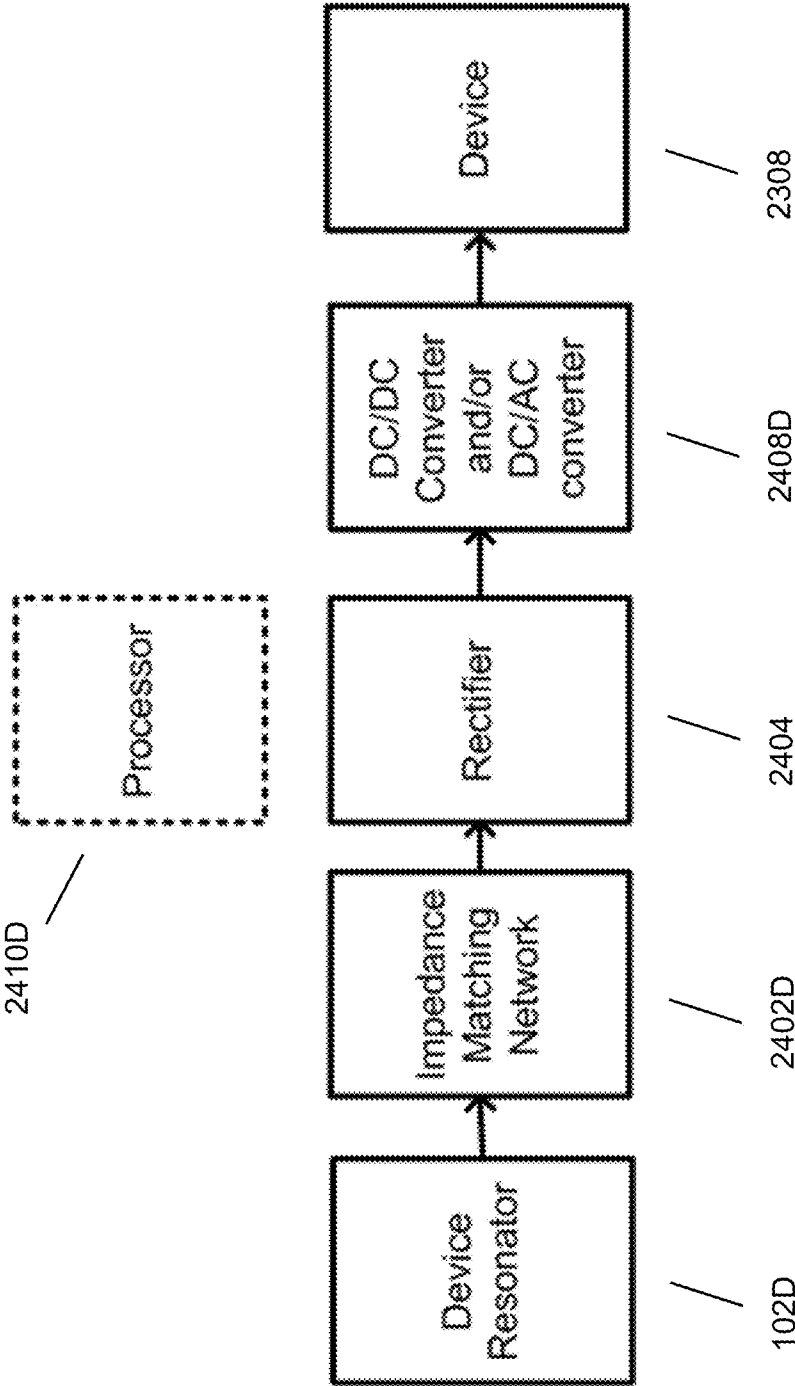 2410D
Processor
Device
Resonator
Impedance
Matching
Network
Rectifier
DC/DC
Converter
and/or
DC/AC
converter
Device
102D
2402D
2404
2408D
2308